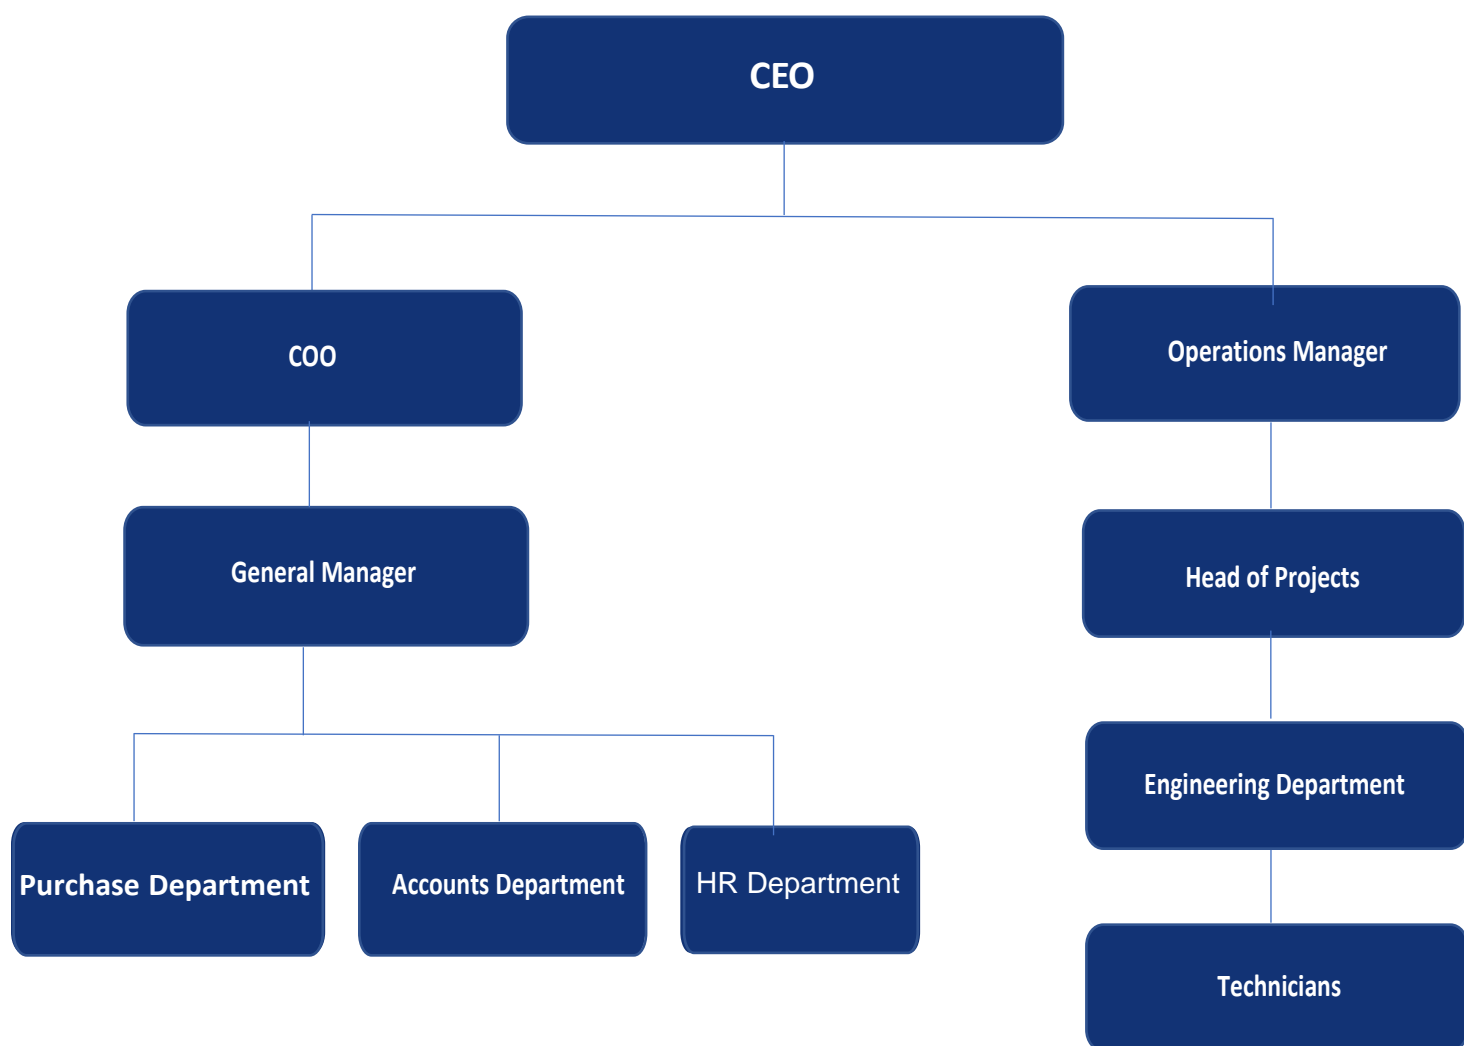 CEO
COO
Operations Manager
General Manager
Head of Projects
Engineering Department
Purchase Department
Accounts Department
HR Department
Technicians